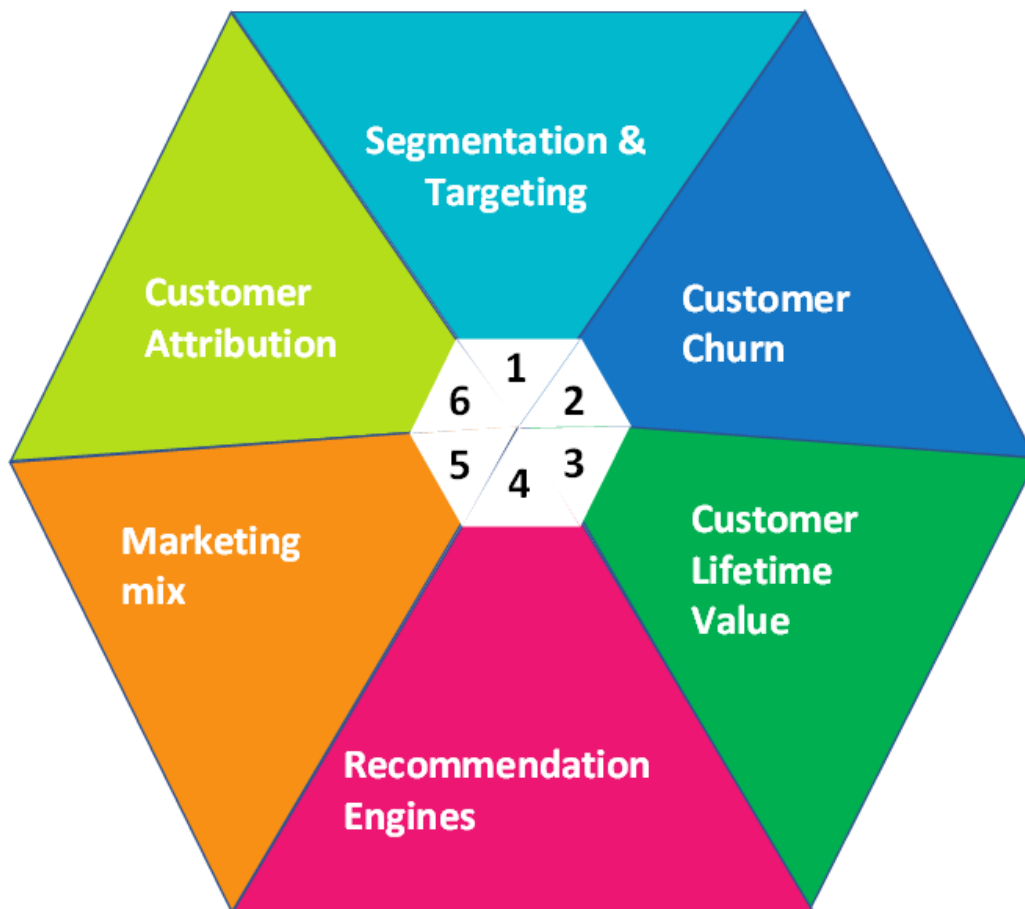 Segmentation &
Targeting
Customer
Churn
Customer
Lifetime
Value
Recommendation
Engines
Marketing
mix
Customer
Attribution
1
2
3
4
5
6